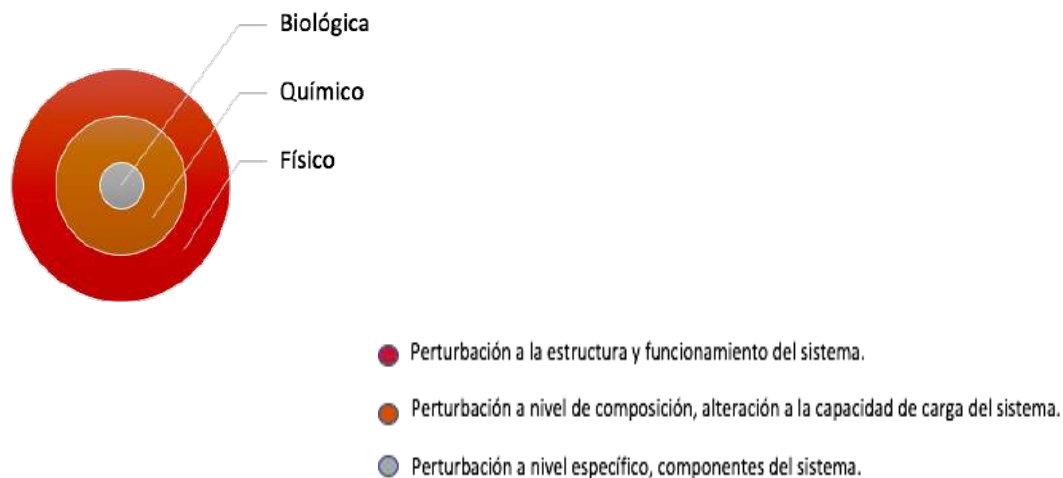 Biológica
Químico
Físico
Perturbación a la estructura y funcionamiento del sistema.
Perturbación a nivel de composición, alteración a la capacidad de carga del sistema.
Perturbación a nivel específico, componentes del sistema.